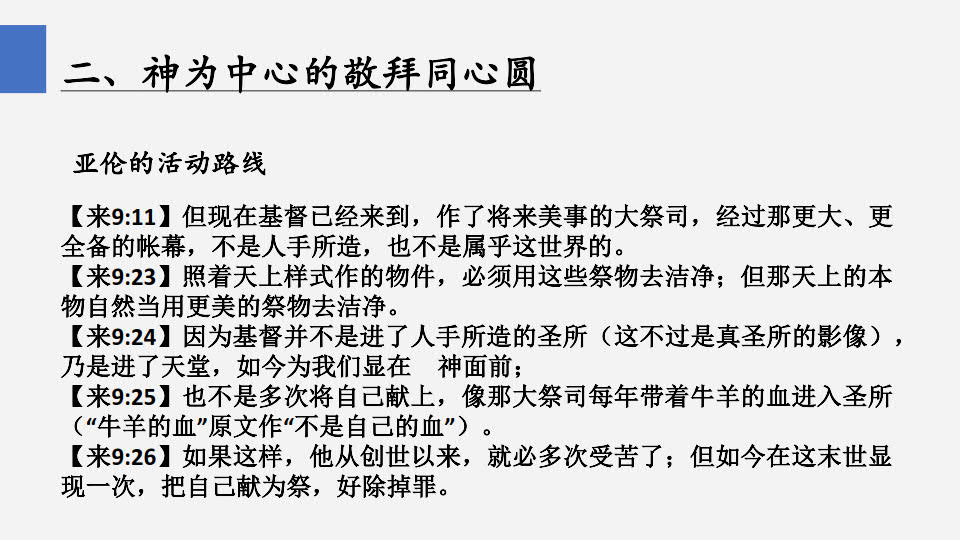 二、神为中心的敬拜同心圆
亚伦的活动路线
【来9:11】但现在基督已经来到，作了将来美事的大祭司，经过那更大、更
全备的帐幕，不是人手所造，也不是属乎这世界的。
【来9:23】照着天上样式作的物件，必须用这些祭物去洁净；但那天上的本
物自然当用更美的祭物去洁净。
【来9:24】因为基督并不是进了人手所造的圣所（这不过是真圣所的影像），
乃是进了天堂，如今为我们显在　神面前；
【来9:25】也不是多次将自己献上，像那大祭司每年带着牛羊的血进入圣所
（“牛羊的血”原文作“不是自己的血”）。
【来9:26】如果这样，他从创世以来，就必多次受苦了；但如今在这末世显
现一次，把自己献为祭，好除掉罪。